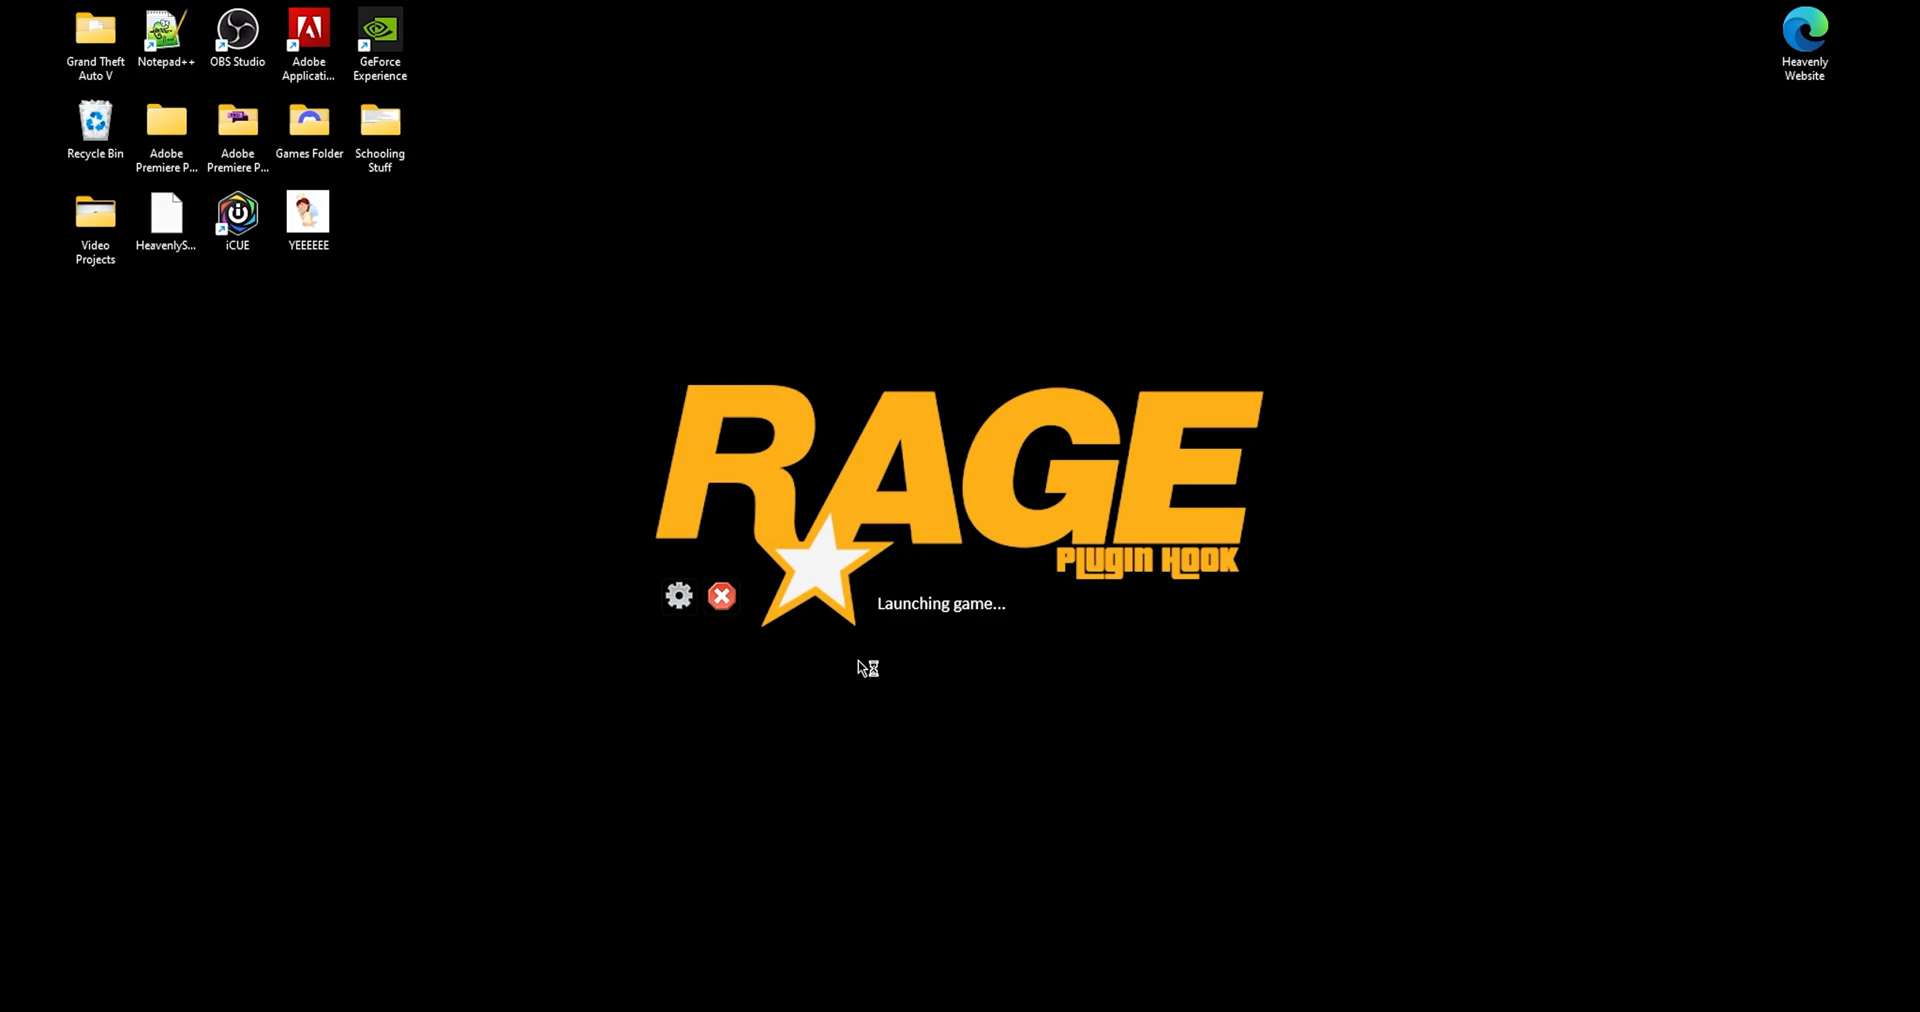 Grand Theft
Auto V
Notepad++
OBS Studio
Adobe
Applicati...
GeForce
Experience
Heavenly
Website
Recycle Bin
Adobe
Premiere P...
Adobe
Premiere P...
Games Folder
Schooling
Stuff
Video
Projects
HeavenlyS...
iCUE
YEEEEEE
RAGE
PLUGIN HOOK
Launching game...